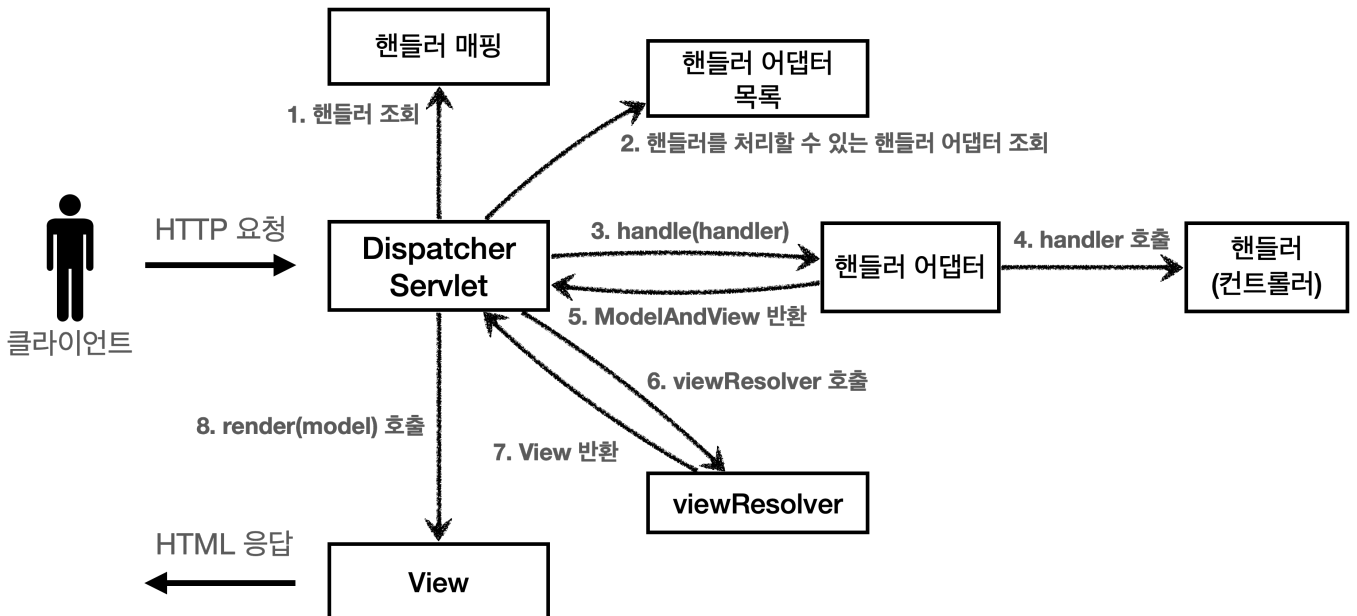 핸들러 매핑
핸들러 어댑터
목록
1. 핸들러 조회
2. 핸들러를 처리할 수 있는 핸들러 어댑터 조회
HTTP 요청
Dispatcher
Servlet
3. handle(handler)
핸들러 어댑터
4. handler 호출
핸들러
(컨트롤러)
5. ModelAndView 반환
클라이언트
6. viewResolver 호출
8. render(model) 호출
7. View 반환
viewResolver
HTML 응답
View